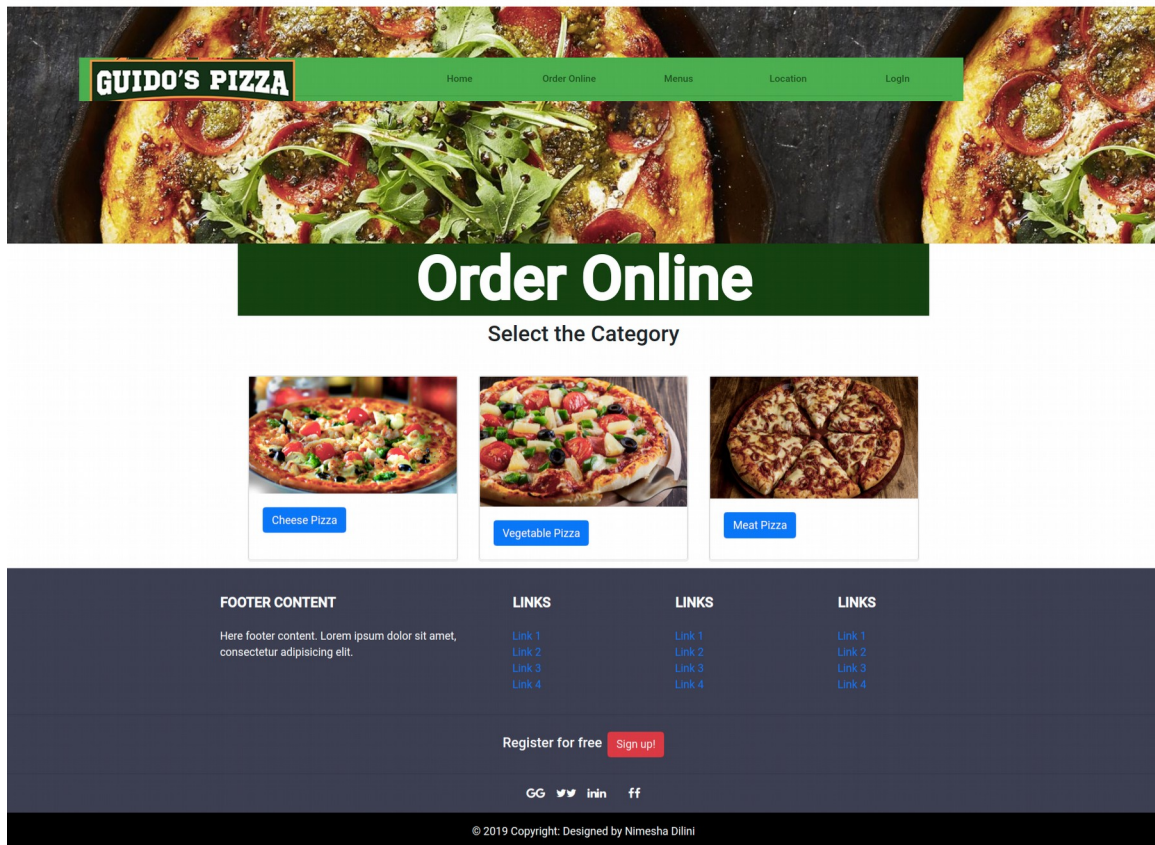 GUIDO'S PIZZA
Home Order Online Menus Location LogIn
Order Online
Select the Category
Cheese Pizza
Vegetable Pizza
Meat Pizza
FOOTER CONTENT
Here footer content. Lorem ipsum dolor sit amet,
consectetur adipisicing elit.
LINKS
Link 1
Link 2
Link 3
Link 4
LINKS
Link 1
Link 2
Link 3
Link 4
LINKS
Link 1
Link 2
Link 3
Link 4
Register for free Sign up!
© 2019 Copyright: Designed by Nimesha Dilini